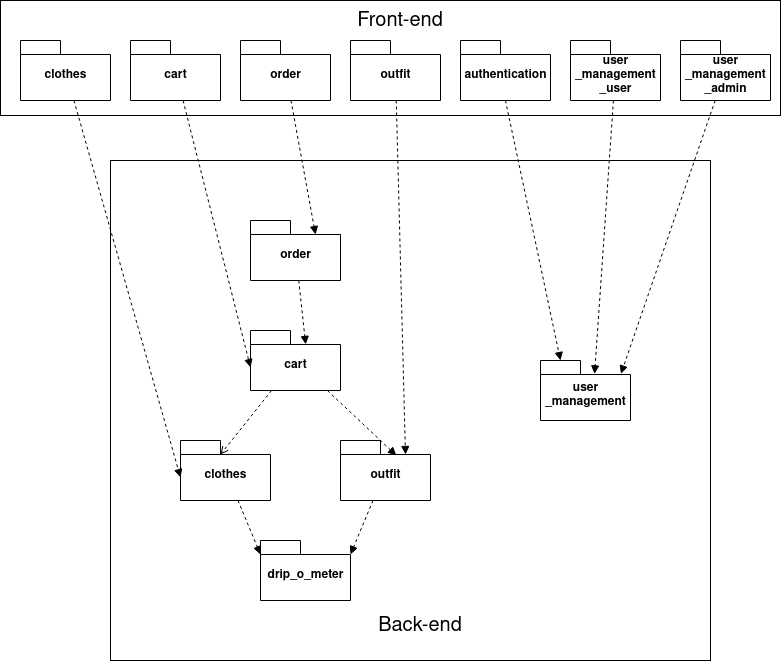 Front-end
clothes
cart
order
outfit
authentication
user
_management
_user
user
_management
_admin
order
cart
user
_management
clothes
outfit
drip_o_meter
Back-end